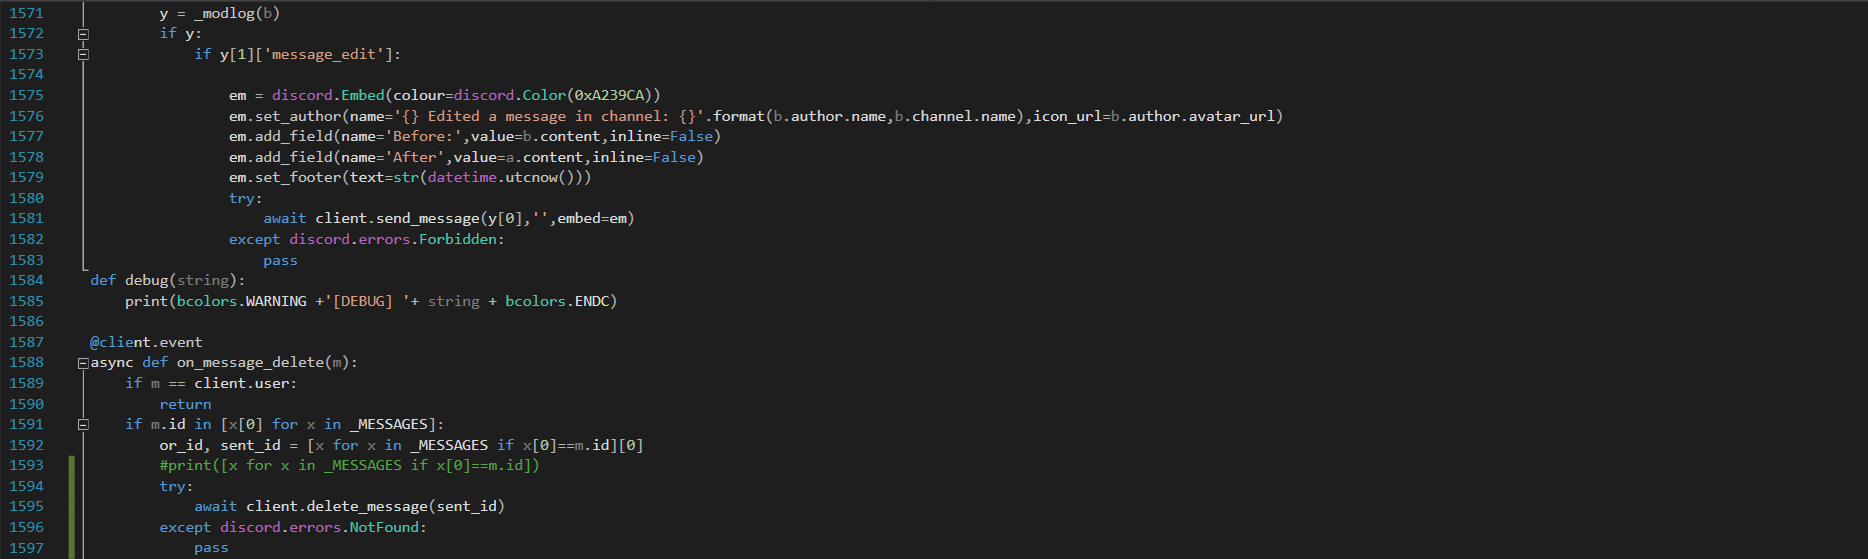 1571 y = _modlog(b)
1572 if y:
1573 if y[1]['message_edit']:
1574
1575 em = discord.Embed(colour=discord.Color(0xA239CA))
1576 em.set_author(name='{} Edited a message in channel: {}'.format(b.author.name,b.channel.name),icon_url=b.author.avatar_url)
1577 em.add_field(name='Before:',value=b.content,inline=False)
1578 em.add_field(name='After',value=a.content,inline=False)
1579 em.set_footer(text=str(datetime.utcnow()))
1580 try:
1581 await client.send_message(y[0],'',embed=em)
1582 except discord.errors.Forbidden:
1583 pass
1584 def debug(string):
1585 print(bcolors.WARNING +'[DEBUG] '+ string + bcolors.ENDC)
1586
1587 @client.event
1588 async def on_message_delete(m):
1589 if m == client.user:
1590 return
1591 if m.id in [x[0] for x in _MESSAGES]:
1592 or_id, sent_id = [x for x in _MESSAGES if x[0]==m.id][0]
1593 #print([x for x in _MESSAGES if x[0]==m.id])
1594 try:
1595 await client.delete_message(sent_id)
1596 except discord.errors.NotFound:
1597 pass